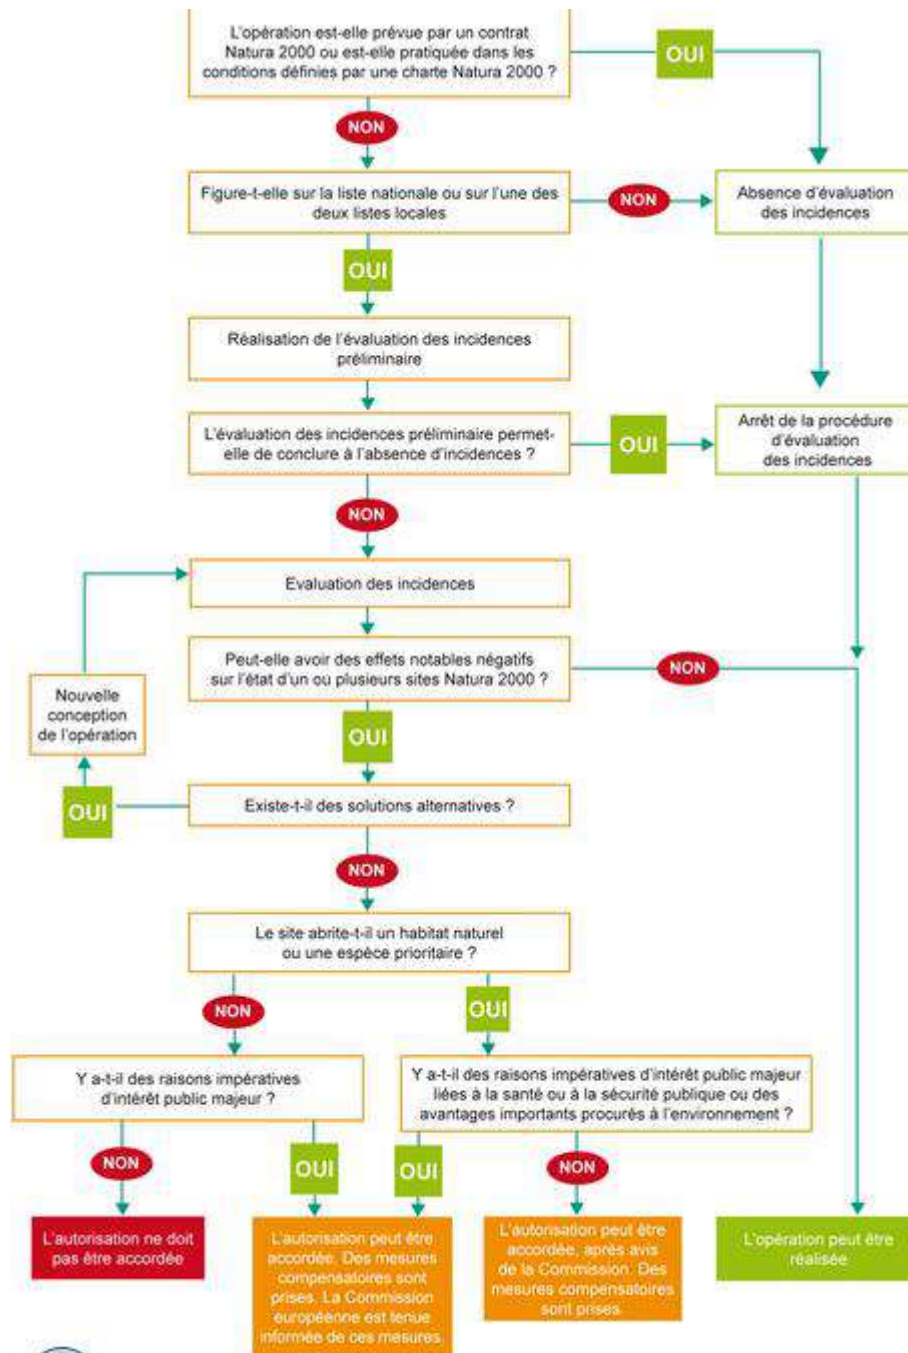 L'opération est-elle prévue par un contrat
Natura 2000 ou est-elle pratiquée dans les
conditions définies par une charte Natura 2000 ?
OUI
NON
Figure-t-elle sur la liste nationale ou sur l'une des
deux listes locales
NON
Absence d'évaluation
des incidences
OUI
Réalisation de l'évaluation des incidences
préliminaire
L'évaluation des incidences préliminaire permet-
elle de conclure à l'absence d'incidences ?
OUI
Arrêt de la procédure
d'évaluation
des incidences
NON
Evaluation des incidences
Peut-elle avoir des effets notables négatifs
sur l'état d'un ou plusieurs sites Natura 2000 ?
NON
Nouvelle
conception
de l'opération
OUI
OUI
Existe-t-il des solutions alternatives ?
NON
Le site abrite-t-il un habitat naturel
ou une espèce prioritaire ?
NON
OUI
Y a-t-il des raisons impératives
d'intérêt public majeur ?
Y a-t-il des raisons impératives d'intérêt public majeur
liées à la santé ou à la sécurité publique ou des
avantages importants procurés à l'environnement ?
NON
OUI
OUI
NON
L'autorisation ne doit
pas être accordée
L'autorisation peut être
accordée. Des mesures
compensatoires sont
prises. La Commission
européenne est tenue
informée de ces mesures.
L'autorisation peut être
accordée, après avis
de la Commission. Des
mesures compensatoires
sont prises.
L'opération peut être
réalisée